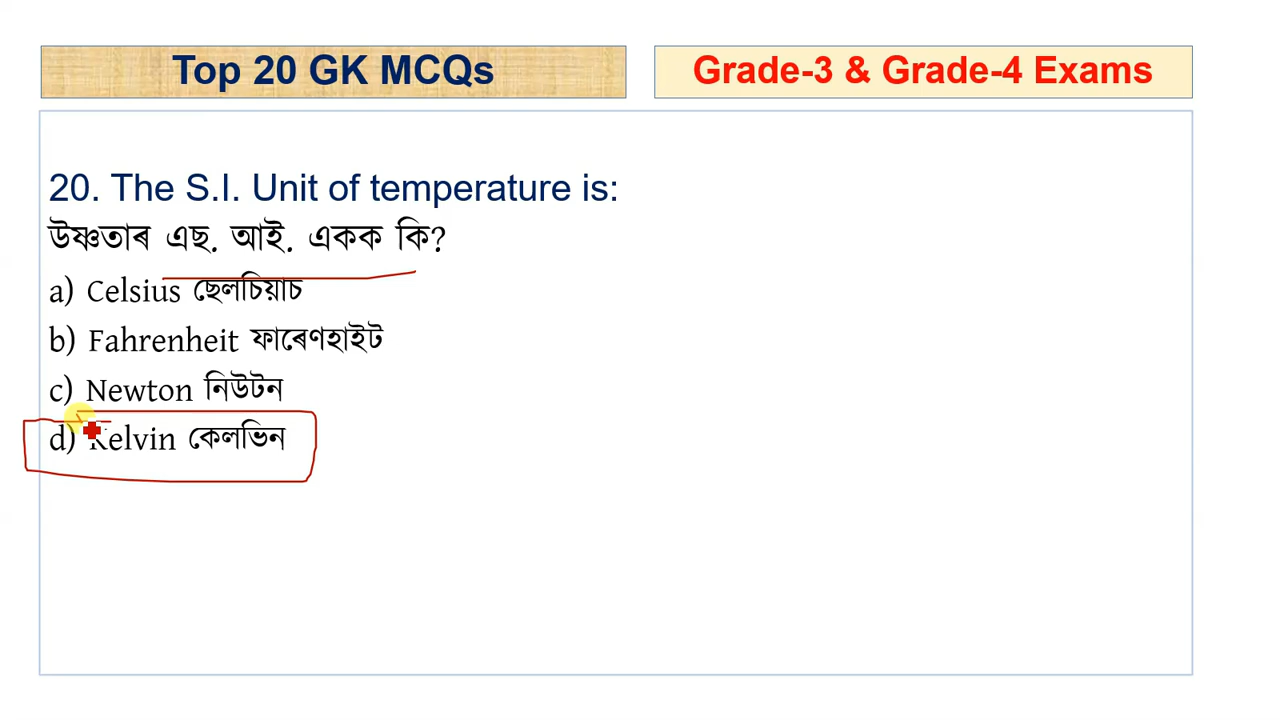 Top 20 GK MCQs
Grade-3 & Grade-4 Exams
20. The S.I. Unit of temperature is:
উষ্ণতাৰ এছ. আই. একক কি?
a) Celsius ছেলচিয়াচ
b) Fahrenheit ফাৰেণহাইট
c) Newton নিউটন
d) Kelvin কেলভিন